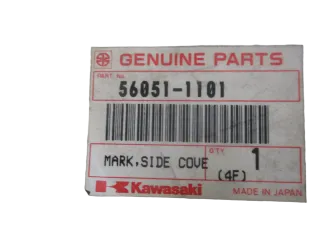 GENUINE PARTS
PART No.
56051-1101
MARK,SIDE COVE
Q'TY
1
(4F)
Kawasaki
MADE IN JAPAN